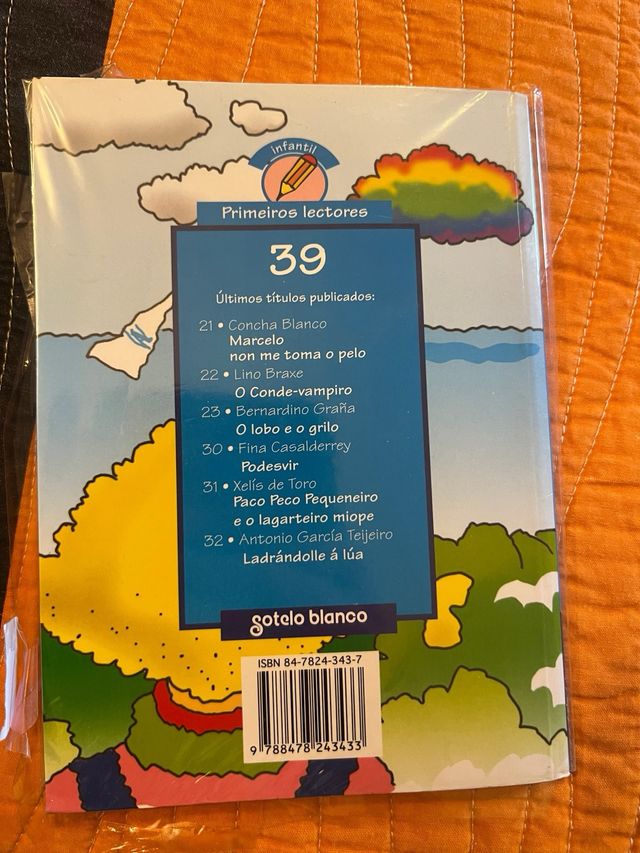 infantil
Primeiros lectores
39
Últimos títulos publicados:
21 • Concha Blanco
Marcelo
non me toma o pelo
22 • Lino Braxe
O Conde-vampiro
23 • Bernardino Graña
O lobo e o grilo
30 • Fina Casalderrey
Podesvir
31 • Xelís de Toro
Paco Peco Pequeneiro
e o lagarteiro miope
32 • Antonio García Teijeiro
Ladrándolle á lúa
sotelo blanco
ISBN 84-7824-343-7
9 788478 243433